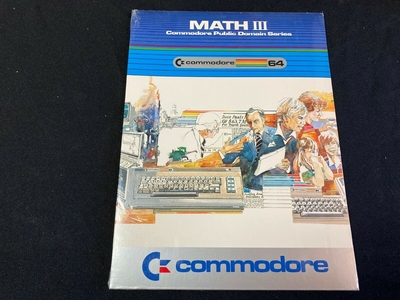 MATH III
Commodore Public Domain Series
commodore 64
commodore